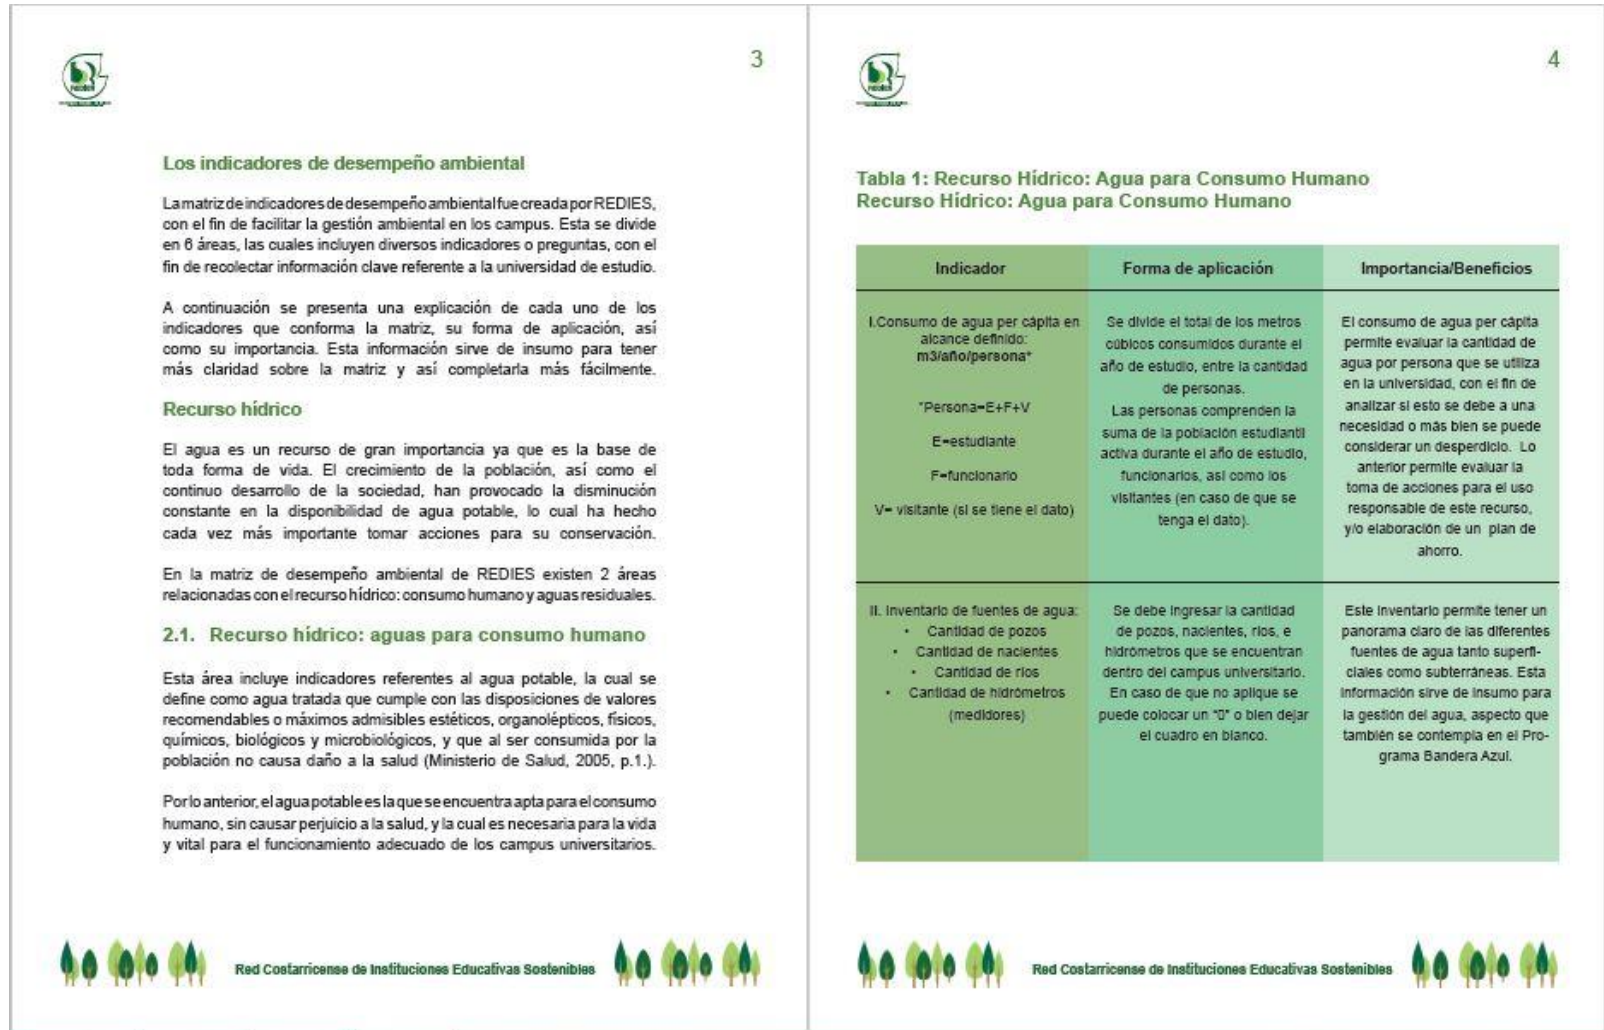 3
Los indicadores de desempeño ambiental
La matriz de indicadores de desempeño ambiental fue creada por REDIES,
con el fin de facilitar la gestión ambiental en los campus. Esta se divide
en 6 áreas, las cuales incluyen diversos indicadores o preguntas, con el
fin de recolectar información clave referente a la universidad de estudio.
A continuación se presenta una explicación de cada uno de los
indicadores que conforma la matriz, su forma de aplicación, así
como su importancia. Esta información sirve de insumo para tener
más claridad sobre la matriz y así completarla más fácilmente.
Recurso hídrico
El agua es un recurso de gran importancia ya que es la base de
toda forma de vida. El crecimiento de la población, así como el
continuo desarrollo de la sociedad, han provocado la disminución
constante en la disponibilidad de agua potable, lo cual ha hecho
cada vez más importante tomar acciones para su conservación.
En la matriz de desempeño ambiental de REDIES existen 2 áreas
relacionadas con el recurso hídrico: consumo humano y aguas residuales.
2.1. Recurso hídrico: aguas para consumo humano
Esta área incluye indicadores referentes al agua potable, la cual se
define como agua tratada que cumple con las disposiciones de valores
recomendables o máximos admisibles estéticos, organolépticos, físicos,
químicos, biológicos y microbiológicos, y que al ser consumida por la
población no causa daño a la salud (Ministerio de Salud, 2005, p.1.).
Por lo anterior, el agua potable es la que se encuentra apta para el consumo
humano, sin causar perjuicio a la salud, y la cual es necesaria para la vida
y vital para el funcionamiento adecuado de los campus universitarios.
Red Costarricense de Instituciones Educativas Sostenibles
4
Tabla 1: Recurso Hídrico: Agua para Consumo Humano
Recurso Hídrico: Agua para Consumo Humano
Indicador
Forma de aplicación
Importancia/Beneficios
I.Consumo de agua per cápita en
alcance definido:
m3/año/persona*
*Persona=E+F+V
E=estudiante
F=funcionario
V= visitante (si se tiene el dato)
Se divide el total de los metros
cúbicos consumidos durante el
año de estudio, entre la cantidad
de personas.
Las personas comprenden la
suma de la población estudiantil
activa durante el año de estudio,
funcionarios, así como los
visitantes (en caso de que se
tenga el dato).
El consumo de agua per cápita
permite evaluar la cantidad de
agua por persona que se utiliza
en la universidad, con el fin de
analizar si esto se debe a una
necesidad o más bien se puede
considerar un desperdicio. Lo
anterior permite evaluar la
toma de acciones para el uso
responsable de este recurso,
y/o elaboración de un plan de
ahorro.
II. Inventario de fuentes de agua:
• Cantidad de pozos
• Cantidad de nacientes
• Cantidad de ríos
• Cantidad de hidrómetros
(medidores)
Se debe ingresar la cantidad
de pozos, nacientes, ríos, e
hidrómetros que se encuentran
dentro del campus universitario.
En caso de que no aplique se
puede colocar un "0" o bien dejar
el cuadro en blanco.
Este inventario permite tener un
panorama claro de las diferentes
fuentes de agua tanto superfi-
ciales como subterráneas. Esta
información sirve de insumo para
la gestión del agua, aspecto que
también se contempla en el Pro-
grama Bandera Azul.
Red Costarricense de Instituciones Educativas Sostenibles